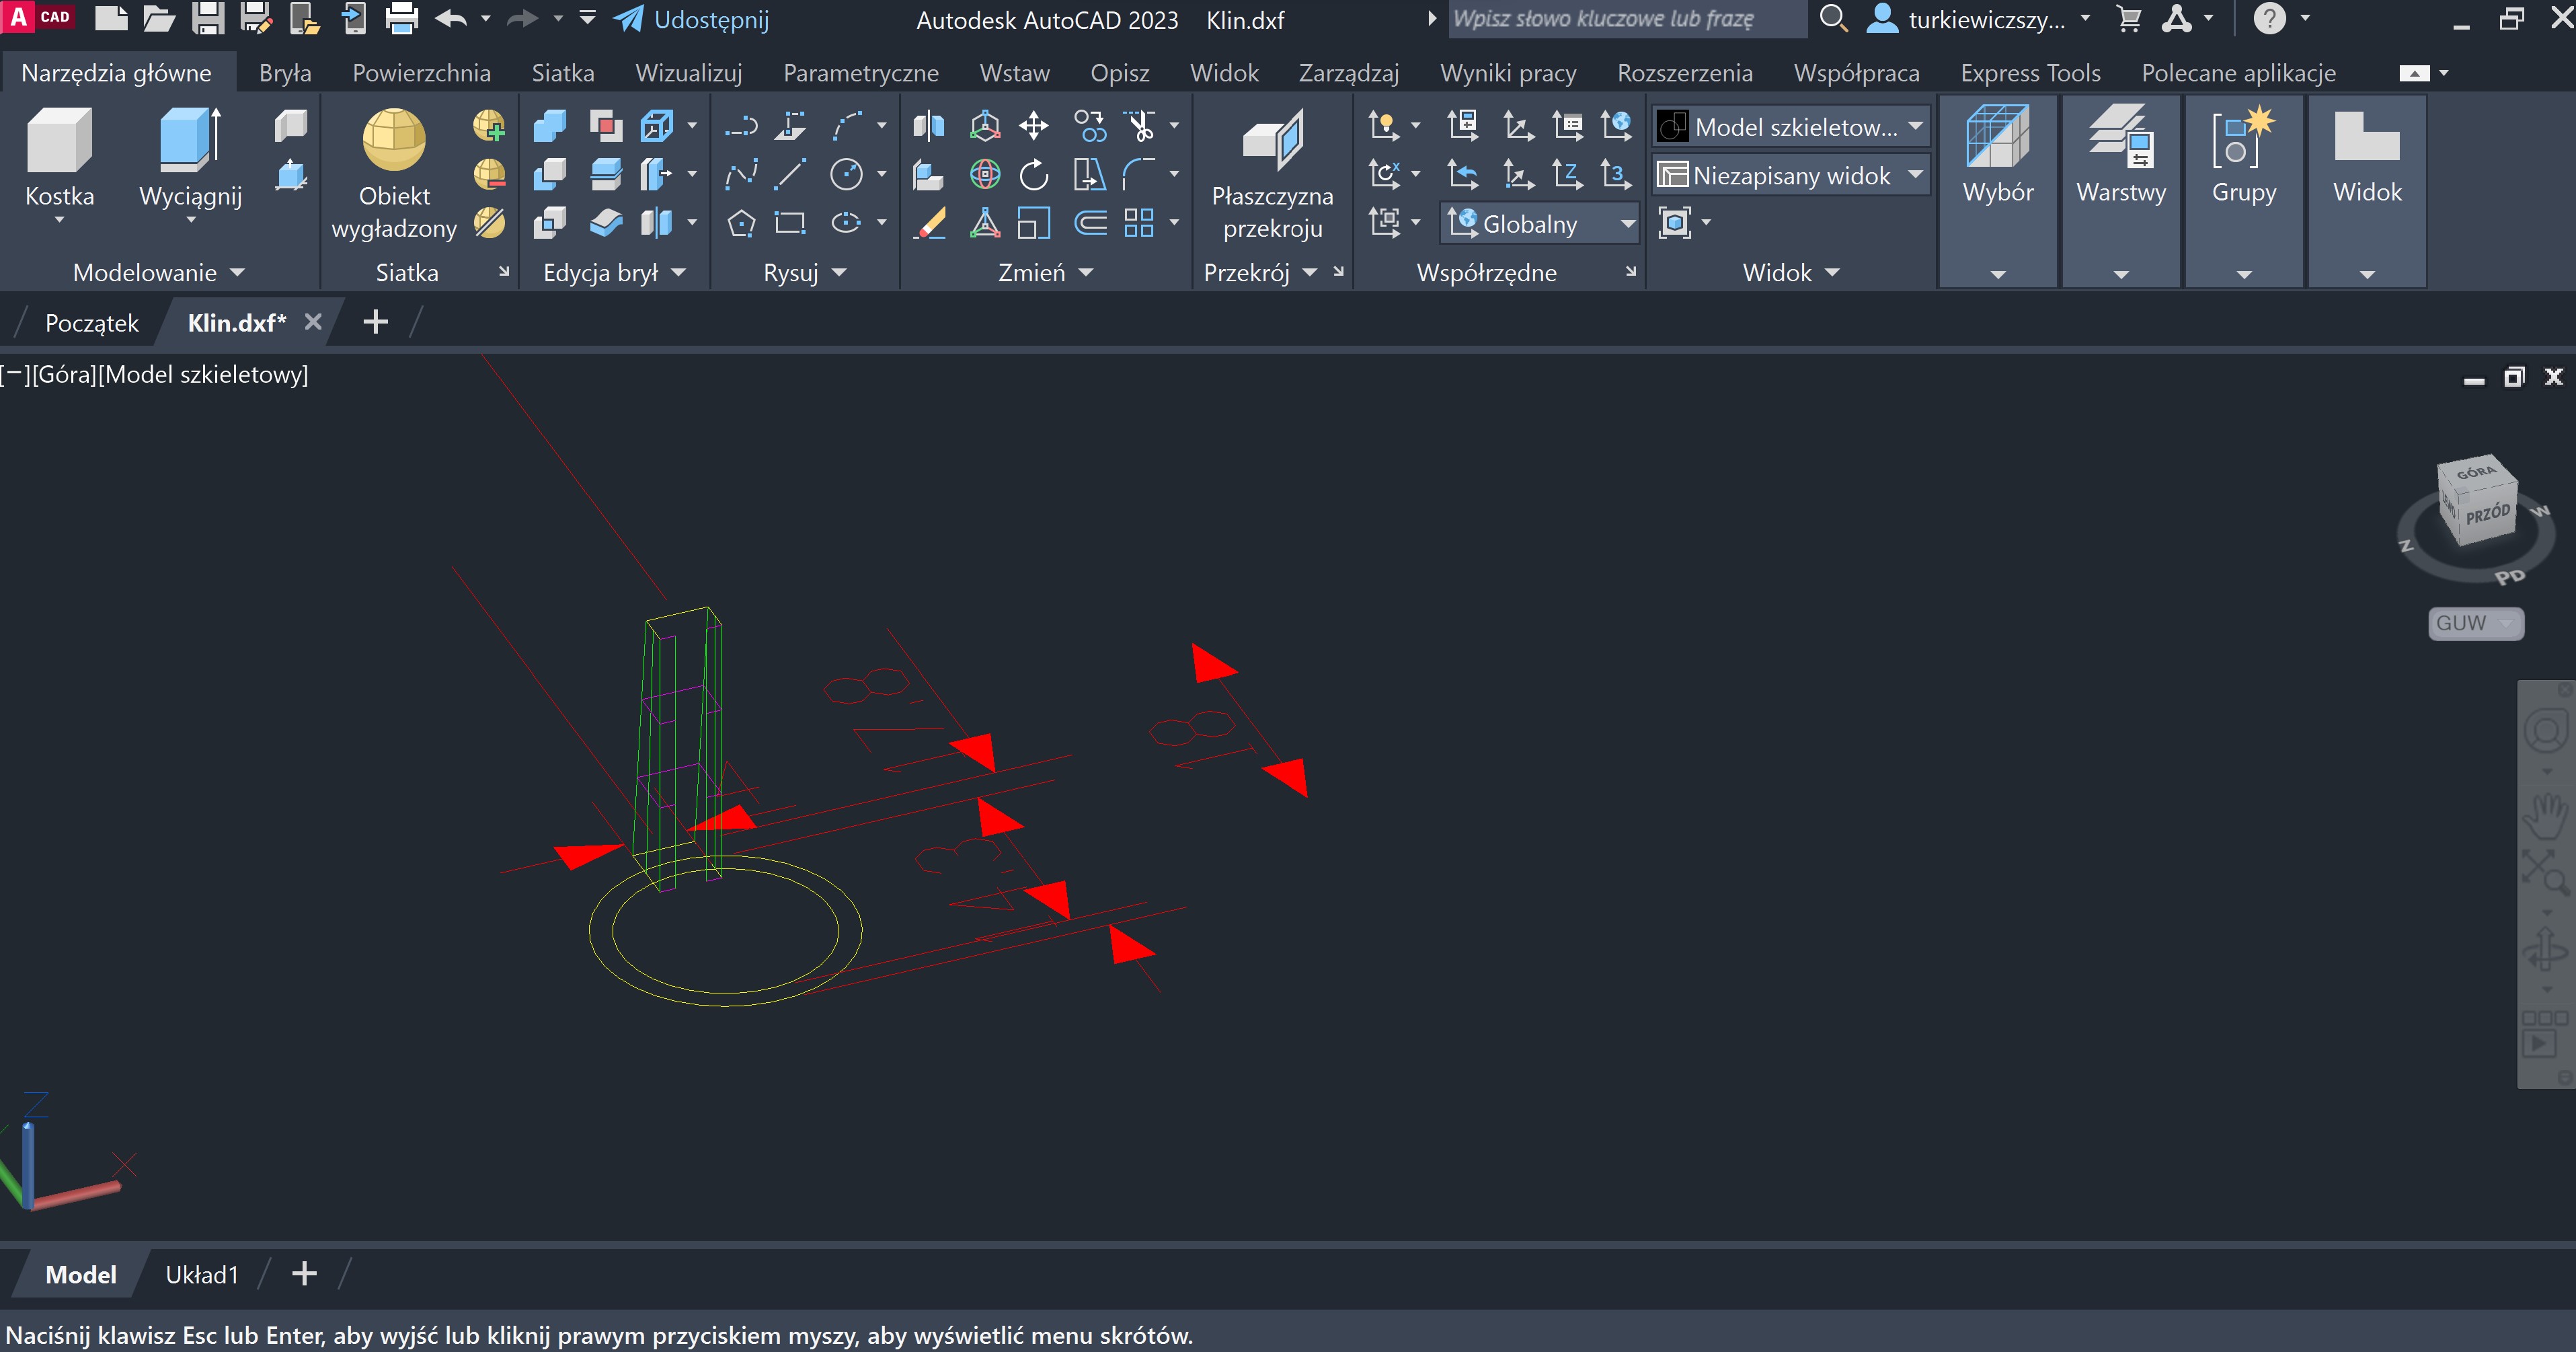 A CAD
Udostępnij
Autodesk AutoCAD 2023 Klin.dxf
Wpisz słowo kluczowe lub frazę
turkiewiczszy...
Narzędzia główne Bryła Powierzchnia Siatka Wizualizuj Parametryczne Wstaw Opisz Widok Zarządzaj Wyniki pracy Rozszerzenia Współpraca Express Tools Polecane aplikacje
Kostka Wyciągnij
Obiekt wygładzony
Płaszczyzna przekroju
Model szkieletow...
Niezapisany widok
Globalny
Wybór Warstwy Grupy Widok
Modelowanie Siatka Edycja brył Rysuj Zmień Przekrój Współrzędne Widok
Początek Klin.dxf*
[−][Góra][Model szkieletowy]
GÓRA
PRZÓD
W
Z
PD
GUW
Z
X
Model Układ1
Naciśnij klawisz Esc lub Enter, aby wyjść lub kliknij prawym przyciskiem myszy, aby wyświetlić menu skrótów.